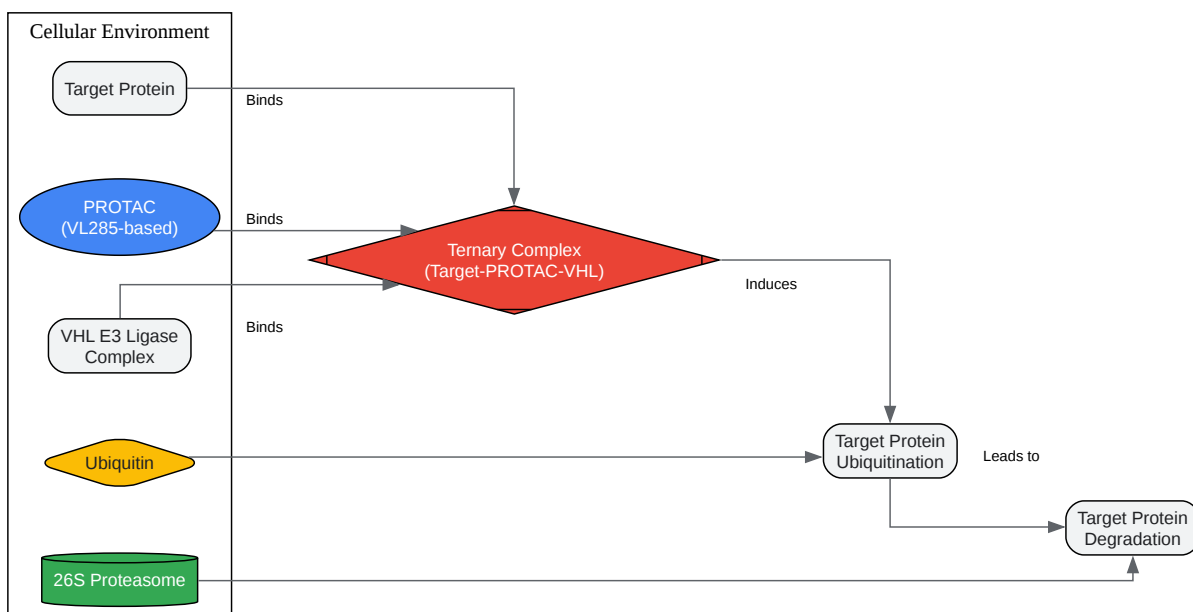 Cellular Environment
Target Protein
Binds
PROTAC
(VL285-based)
Binds
Ternary Complex
(Target-PROTAC-VHL)
Induces
VHL E3 Ligase
Complex
Binds
Ubiquitin
Target Protein
Ubiquitination
Leads to
Target Protein
Degradation
26S Proteasome